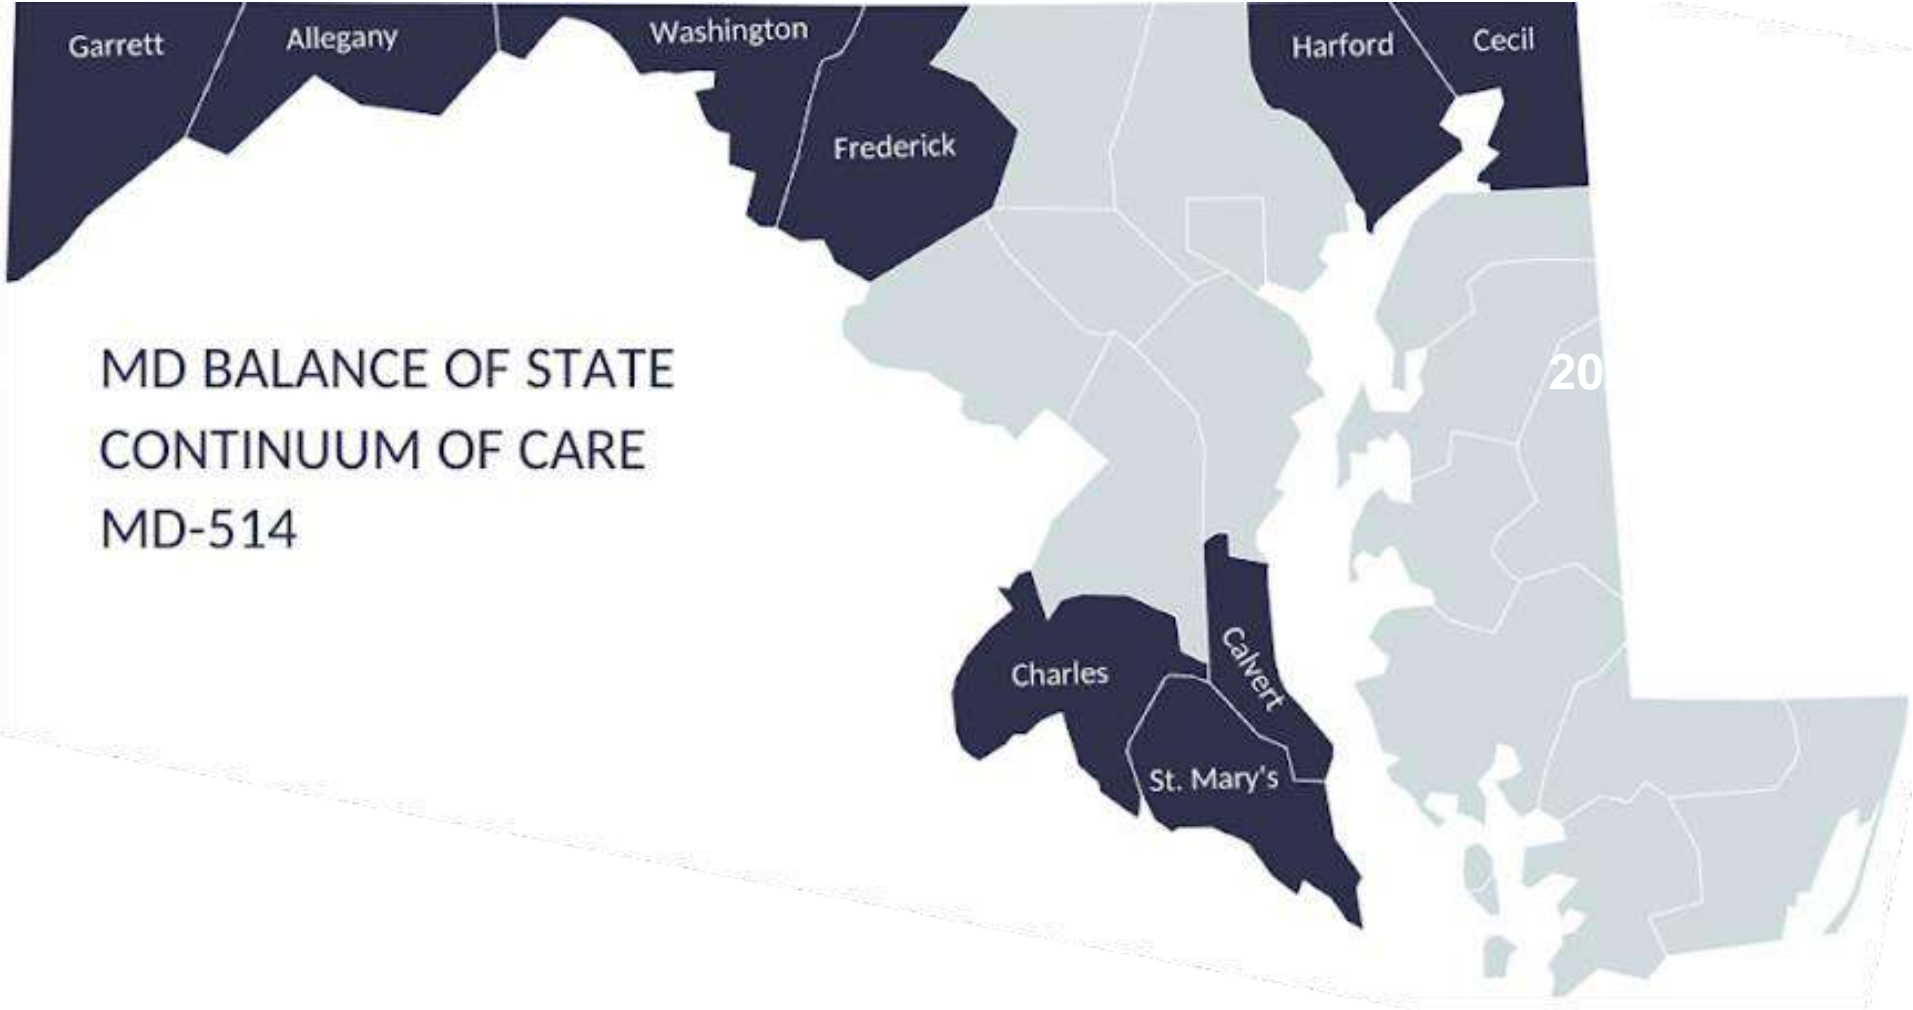 Garrett
Allegany
Washington
Harford
Cecil
Frederick
MD BALANCE OF STATE
CONTINUUM OF CARE
MD-514
20
Charles
Calvert
St. Mary's